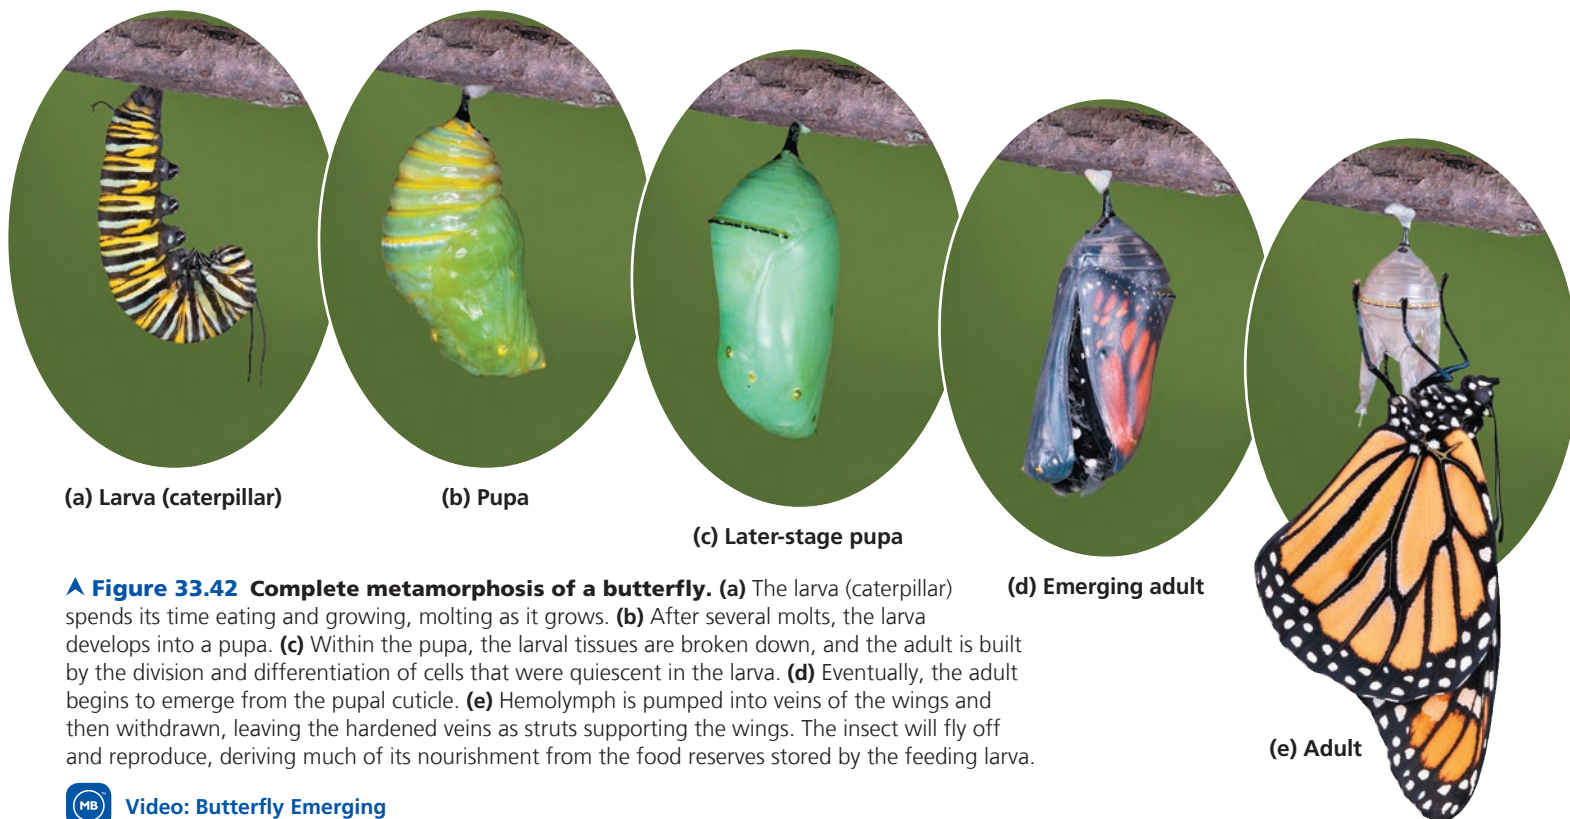 (a) Larva (caterpillar)
(b) Pupa
(c) Later-stage pupa
(d) Emerging adult
(e) Adult
Figure 33.42 Complete metamorphosis of a butterfly. (a) The larva (caterpillar)
spends its time eating and growing, molting as it grows. (b) After several molts, the larva
develops into a pupa. (c) Within the pupa, the larval tissues are broken down, and the adult is built
by the division and differentiation of cells that were quiescent in the larva. (d) Eventually, the adult
begins to emerge from the pupal cuticle. (e) Hemolymph is pumped into veins of the wings and
then withdrawn, leaving the hardened veins as struts supporting the wings. The insect will fly off
and reproduce, deriving much of its nourishment from the food reserves stored by the feeding larva.
MB™ Video: Butterfly Emerging